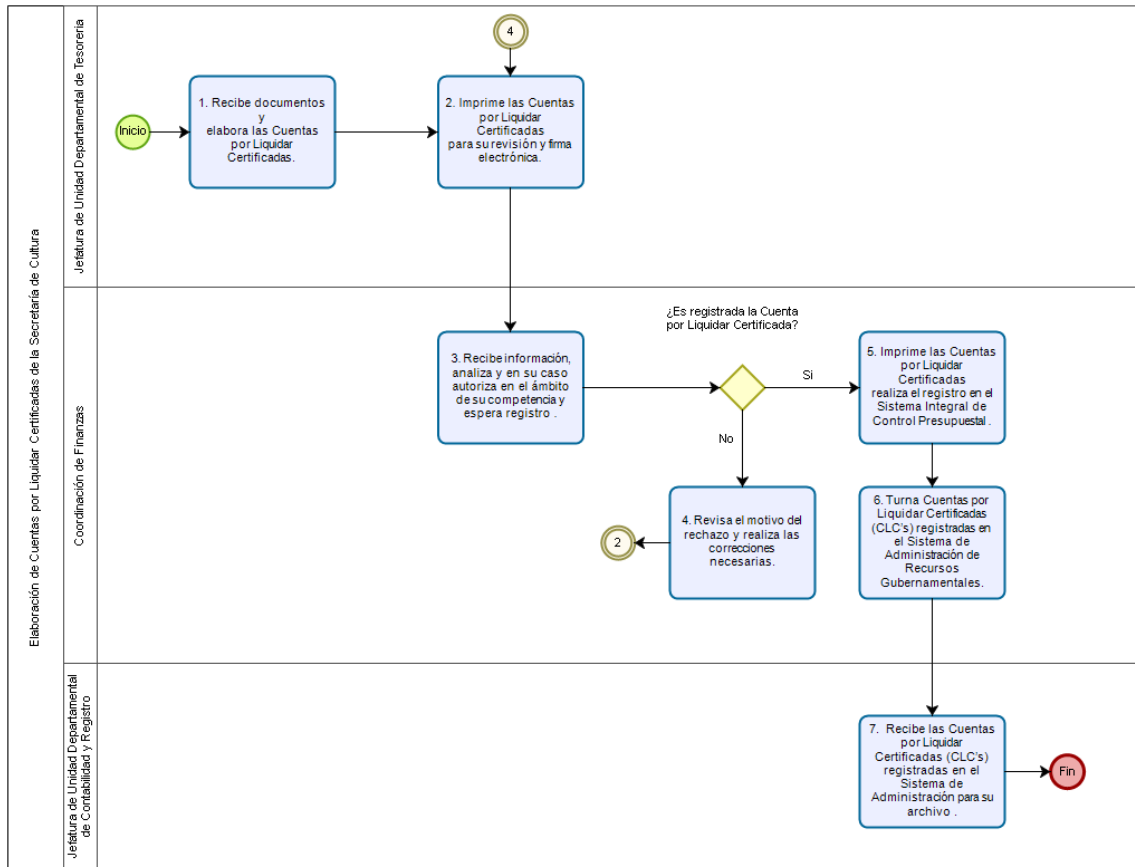 Elaboración de Cuentas por Liquidar Certificadas de la Secretaría de Cultura
Jefatura de Unidad Departamental de Tesorería
4
Inicio
1. Recibe documentos
y
elabora las Cuentas
por Liquidar
Certificadas.
2. Imprime las Cuentas
por Liquidar
Certificadas
para su revisión y firma
electrónica.
Coordinación de Finanzas
3. Recibe información,
analiza y en su caso
autoriza en el ámbito
de su competencia y
espera registro .
¿Es registrada la Cuenta
por Liquidar Certificada?
Si
No
5. Imprime las Cuentas
por Liquidar
Certificadas
realiza el registro en el
Sistema Integral de
Control Presupuestal .
2
4. Revisa el motivo del
rechazo y realiza las
correcciones
necesarias.
6. Turna Cuentas por
Liquidar Certificadas
(CLC's) registradas en
el Sistema de
Administración de
Recursos
Gubernamentales.
Jefatura de Unidad Departamental
de Contabilidad y Registro
7. Recibe las Cuentas
por Liquidar
Certificadas (CLC's)
registradas en el
Sistema de
Administración para su
archivo .
Fin